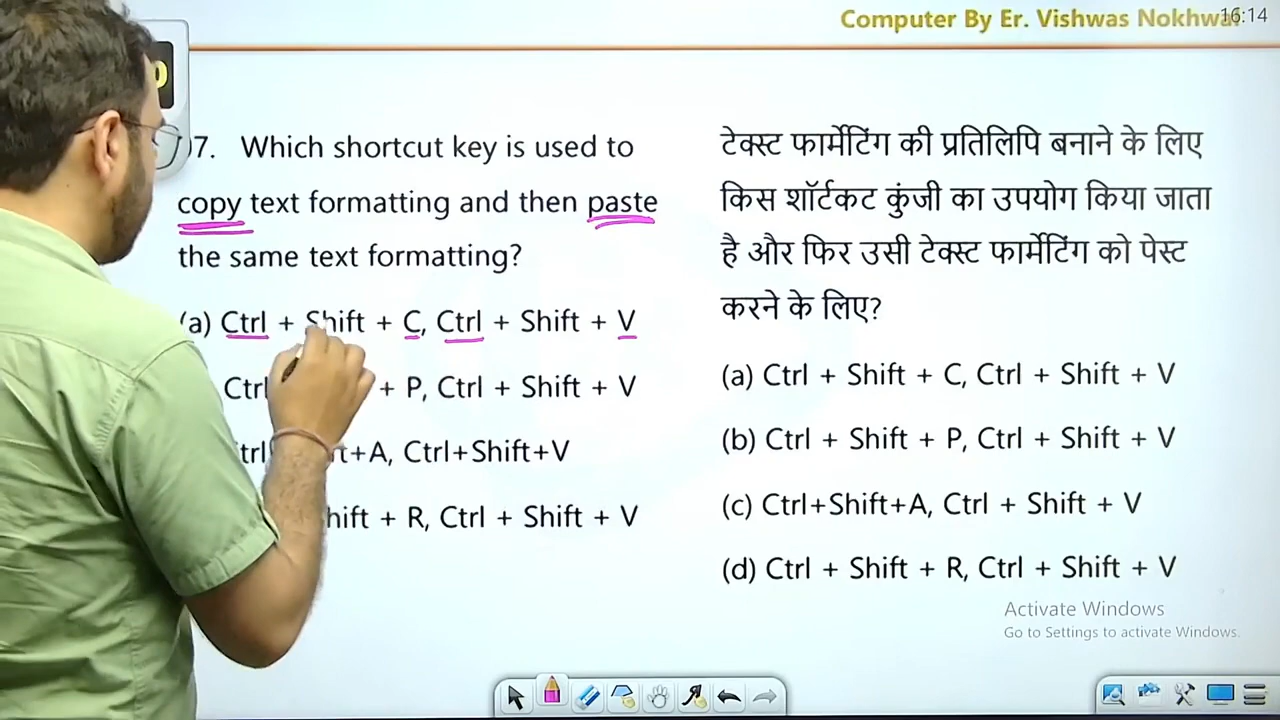 Computer By Er. Vishwas Nokhwal
16:14
7. Which shortcut key is used to
copy text formatting and then paste
the same text formatting?
(a) Ctrl + Shift + C, Ctrl + Shift + V
Ctrl + P, Ctrl + Shift + V
+A, Ctrl+Shift+V
+ R, Ctrl + Shift + V
टेक्स्ट फार्मेटिंग की प्रतिलिपि बनाने के लिए
किस शॉर्टकट कुंजी का उपयोग किया जाता
है और फिर उसी टेक्स्ट फार्मेटिंग को पेस्ट
करने के लिए?
(a) Ctrl + Shift + C, Ctrl + Shift + V
(b) Ctrl + Shift + P, Ctrl + Shift + V
(c) Ctrl+Shift+A, Ctrl + Shift + V
(d) Ctrl + Shift + R, Ctrl + Shift + V
Activate Windows
Go to Settings to activate Windows.